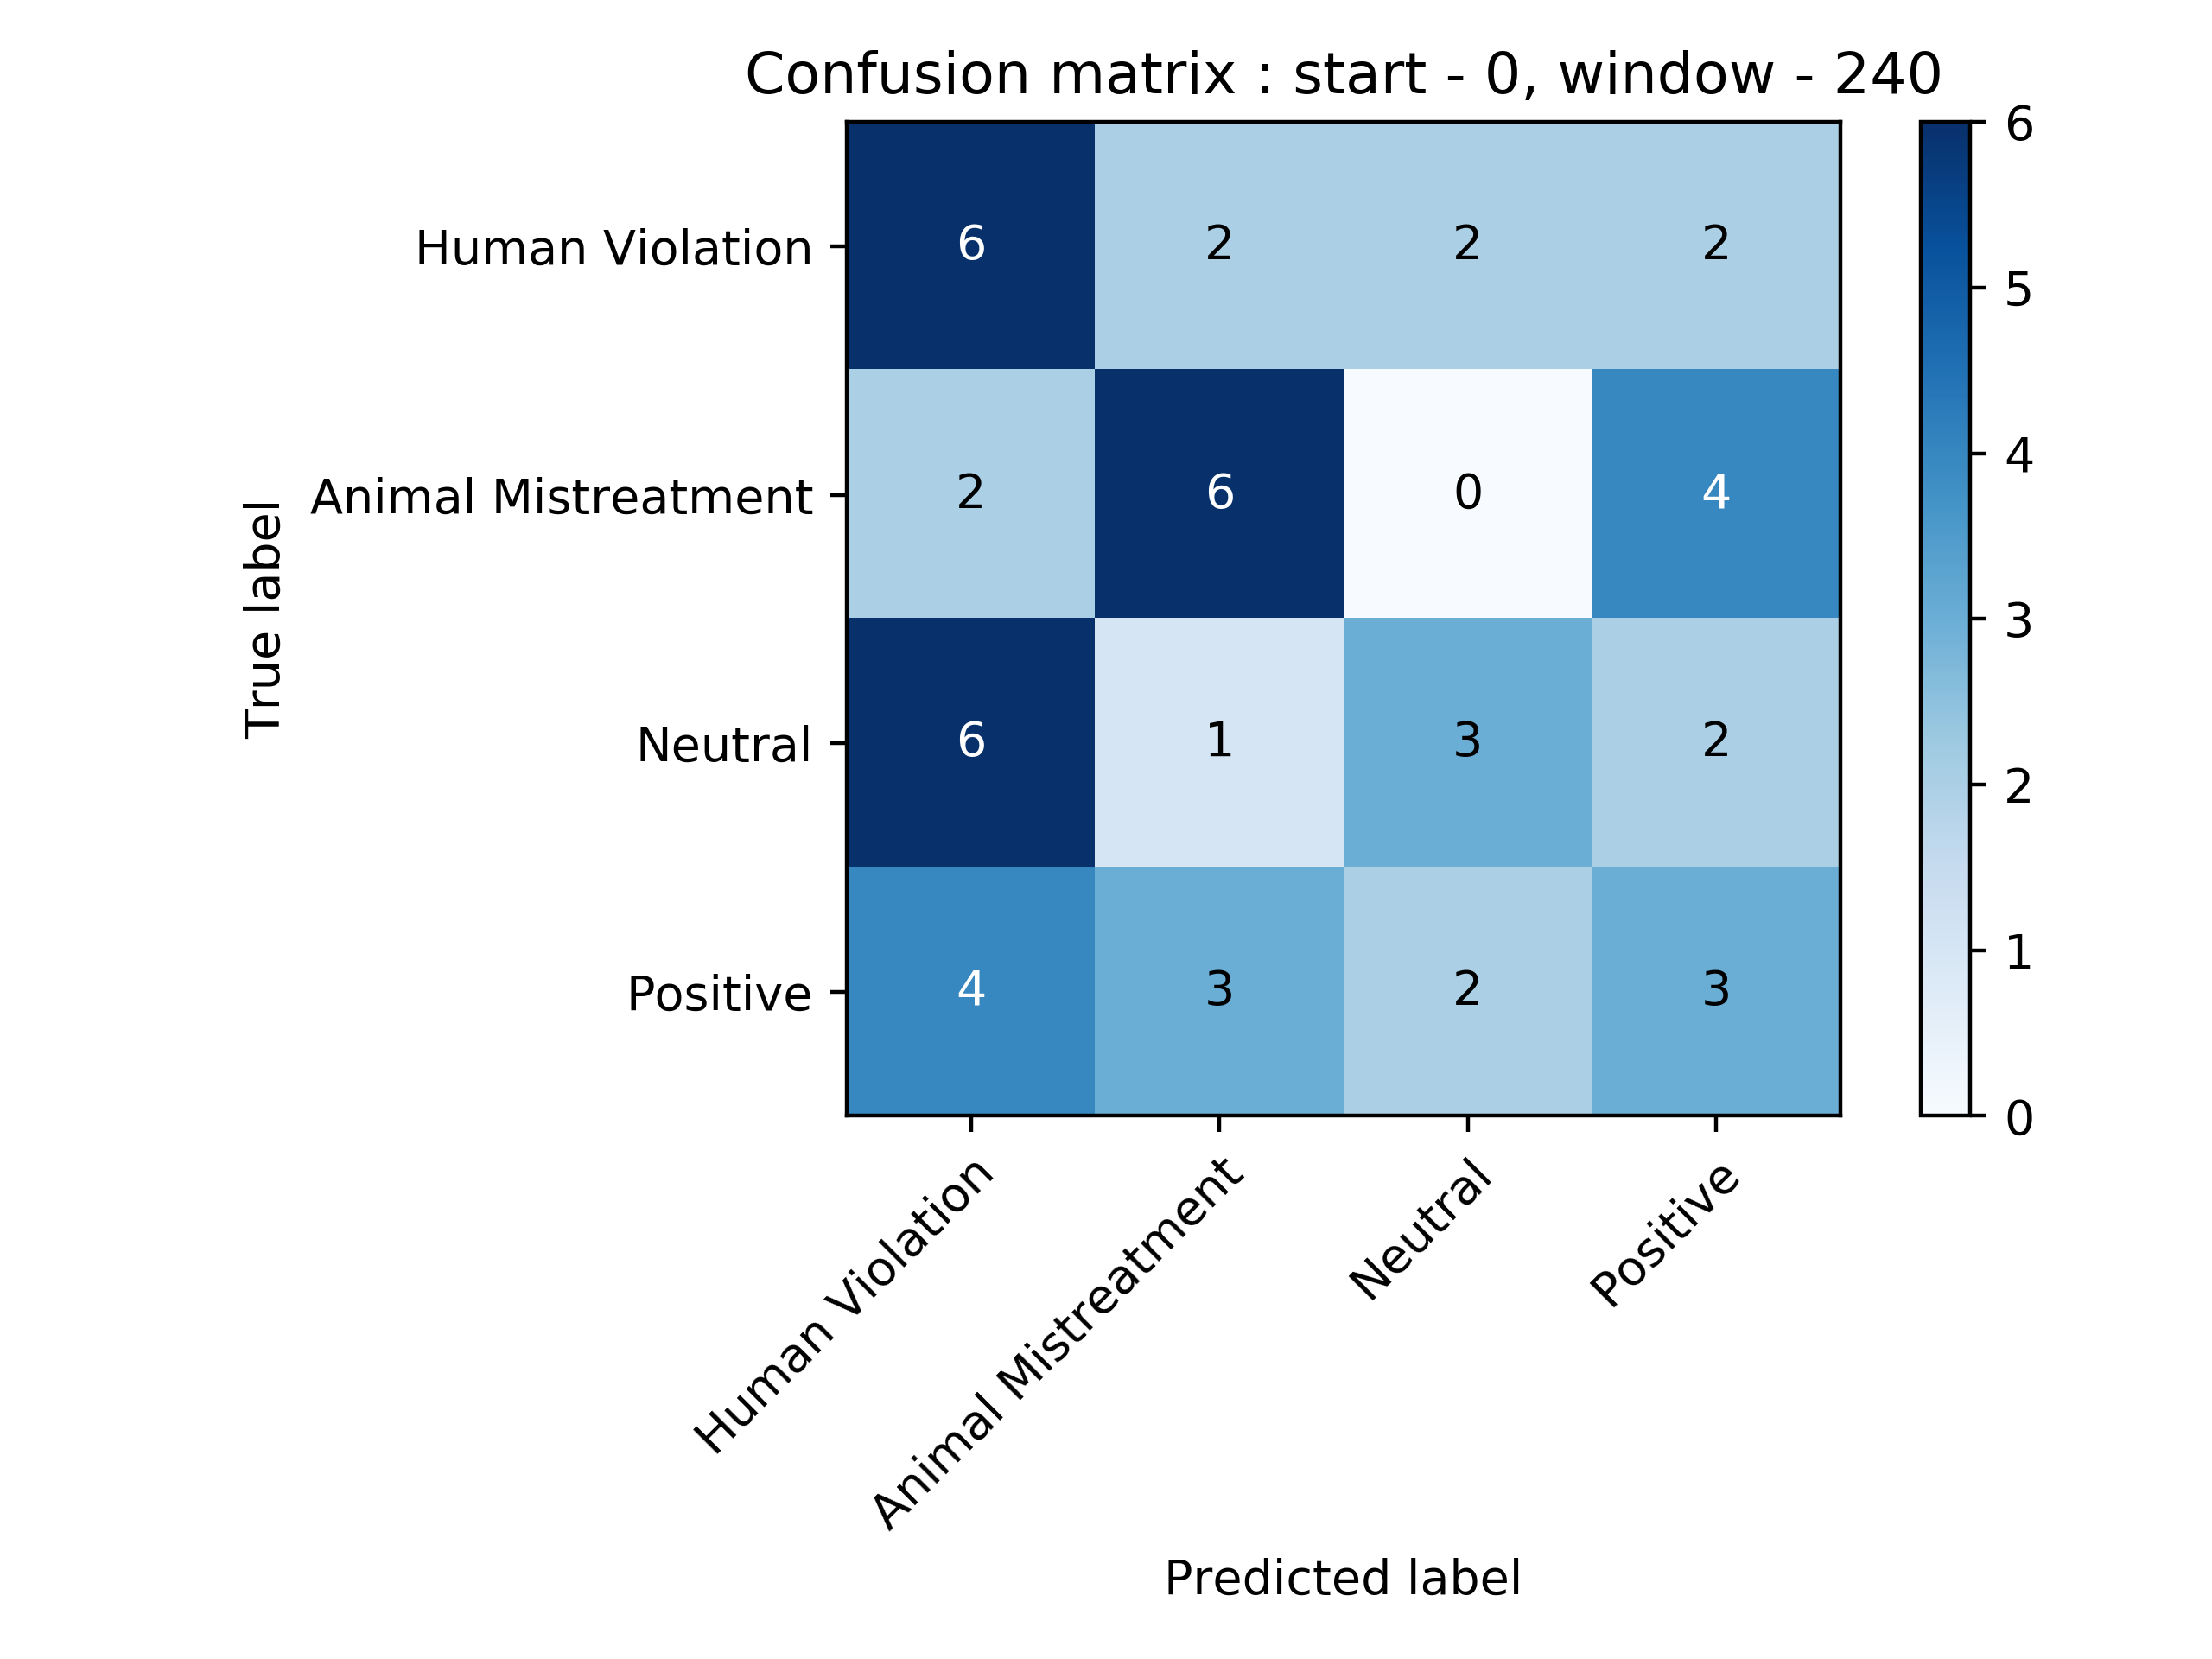 Confusion matrix : start - 0, window - 240
True label
Human Violation
6 2 2 2
Animal Mistreatment
2 6 0 4
Neutral
6 1 3 2
Positive
4 3 2 3
Human Violation
Animal Mistreatment
Neutral
Positive
Predicted label
6
5
4
3
2
1
0